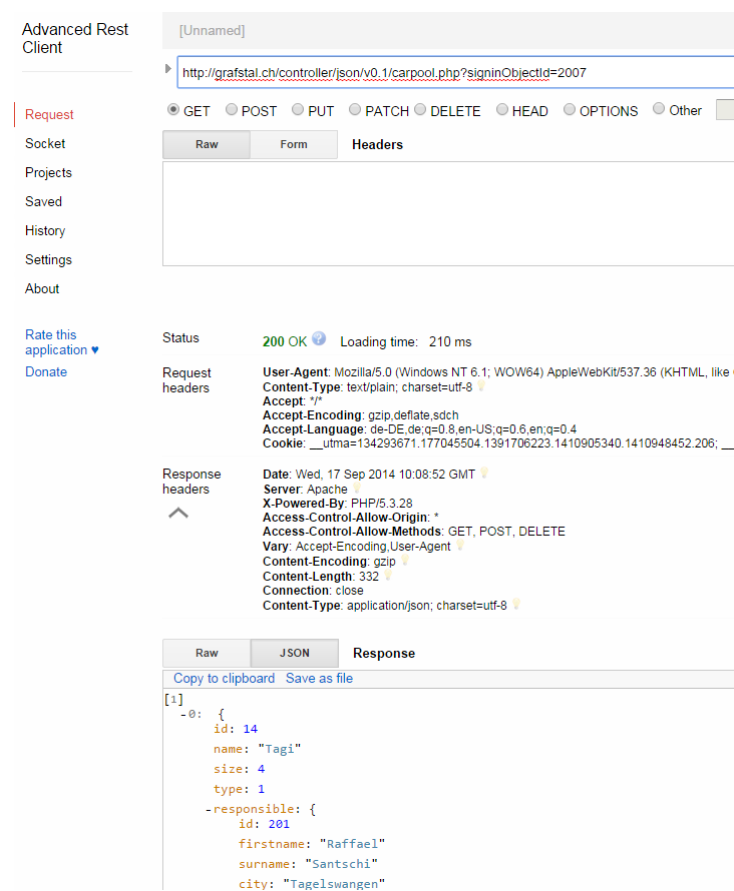 Advanced Rest
Client
[Unnamed]
http://grafstal.ch/controller/json/v0.1/carpool.php?signinObjectId=2007
GET POST PUT PATCH DELETE HEAD OPTIONS Other
Request
Socket
Projects
Saved
History
Settings
About
Rate this
application ♥
Donate
Raw Form Headers
Status 200 OK Loading time: 210 ms
Request
headers
User-Agent: Mozilla/5.0 (Windows NT 6.1; WOW64) AppleWebKit/537.36 (KHTML, like
Content-Type: text/plain; charset=utf-8
Accept: */*
Accept-Encoding: gzip,deflate,sdch
Accept-Language: de-DE,de;q=0.8,en-US;q=0.6,en;q=0.4
Cookie: __utma=134293671.177045504.1391706223.1410905340.1410948452.206; __
Response
headers
Date: Wed, 17 Sep 2014 10:08:52 GMT
Server: Apache
X-Powered-By: PHP/5.3.28
Access-Control-Allow-Origin: *
Access-Control-Allow-Methods: GET, POST, DELETE
Vary: Accept-Encoding,User-Agent
Content-Encoding: gzip
Content-Length: 332
Connection: close
Content-Type: application/json; charset=utf-8
Raw JSON Response
Copy to clipboard Save as file
[1]
-0: {
id: 14
name: "Tagi"
size: 4
type: 1
-responsible: {
id: 201
firstname: "Raffael"
surname: "Santschi"
city: "Tagelswangen"